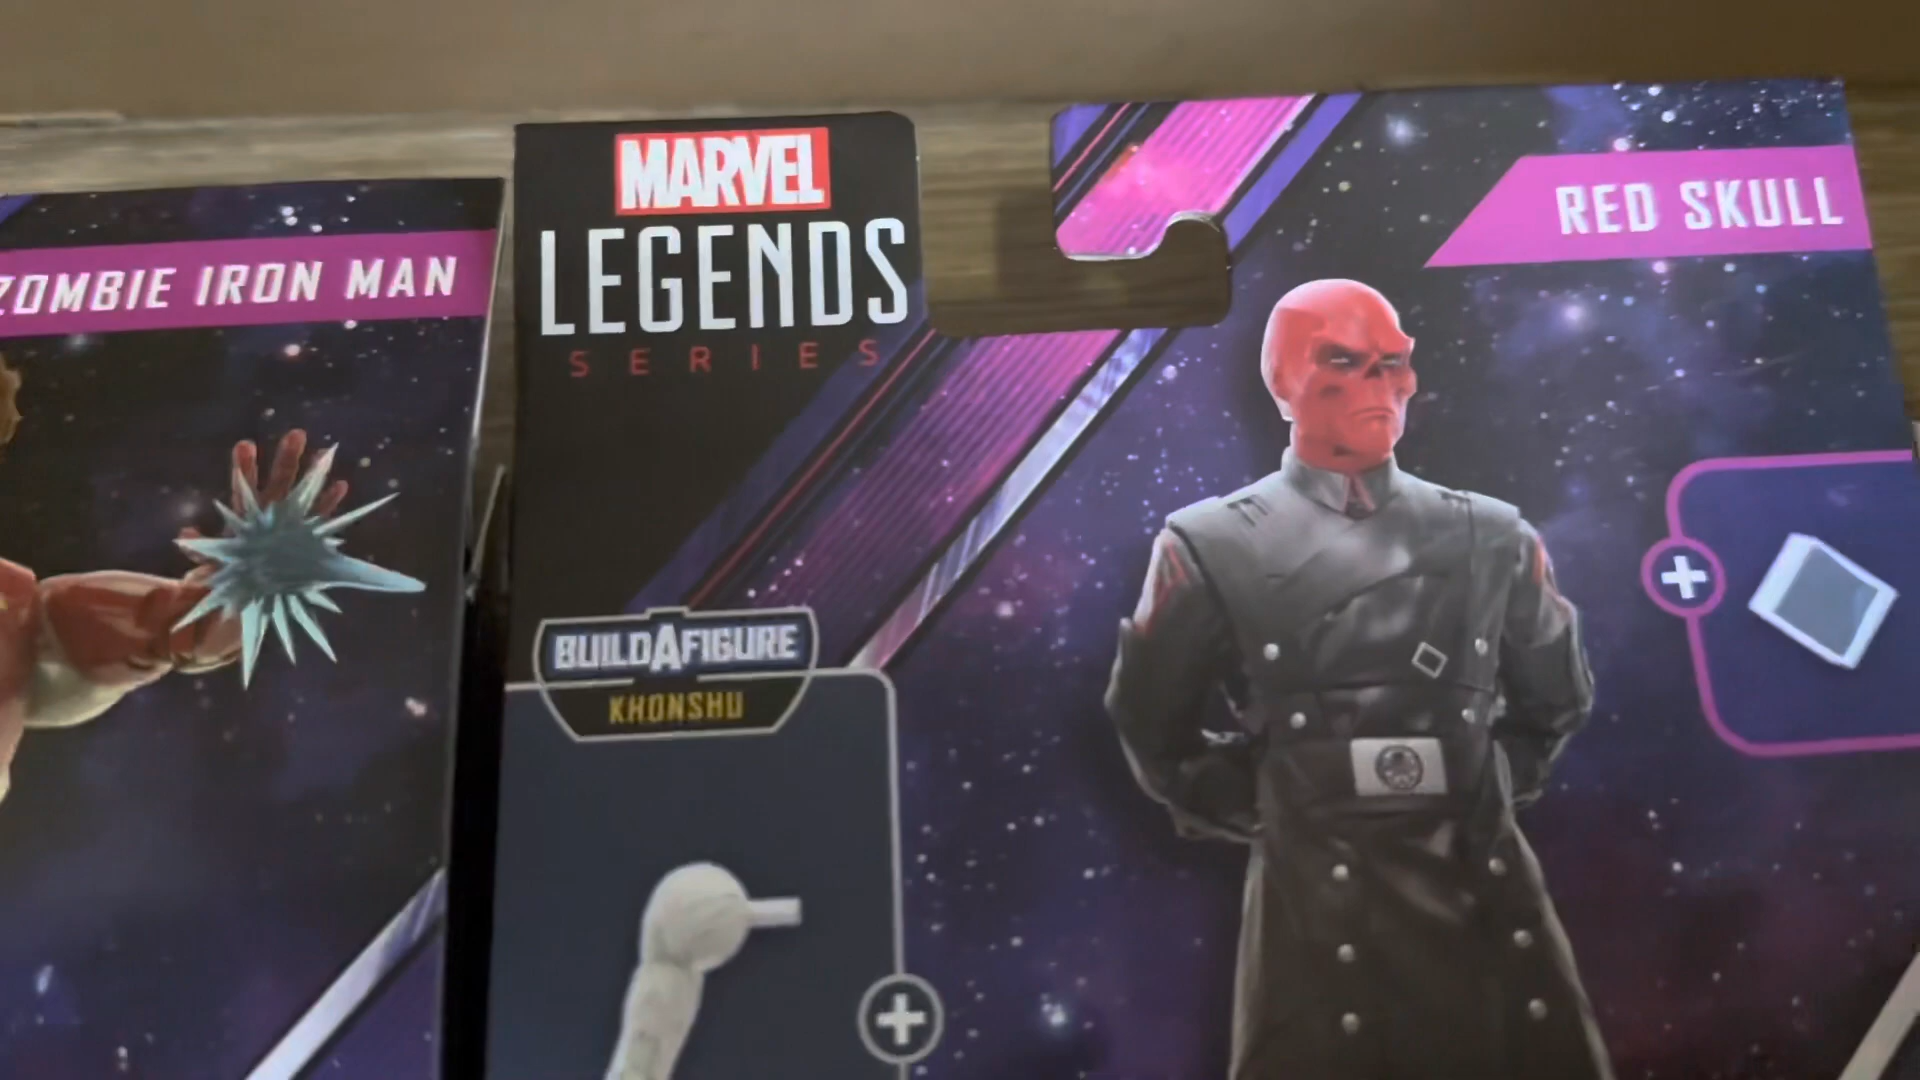 ZOMBIE IRON MAN
MARVEL
LEGENDS
SERIES
RED SKULL
BUILDAFIGURE
KHONSHU